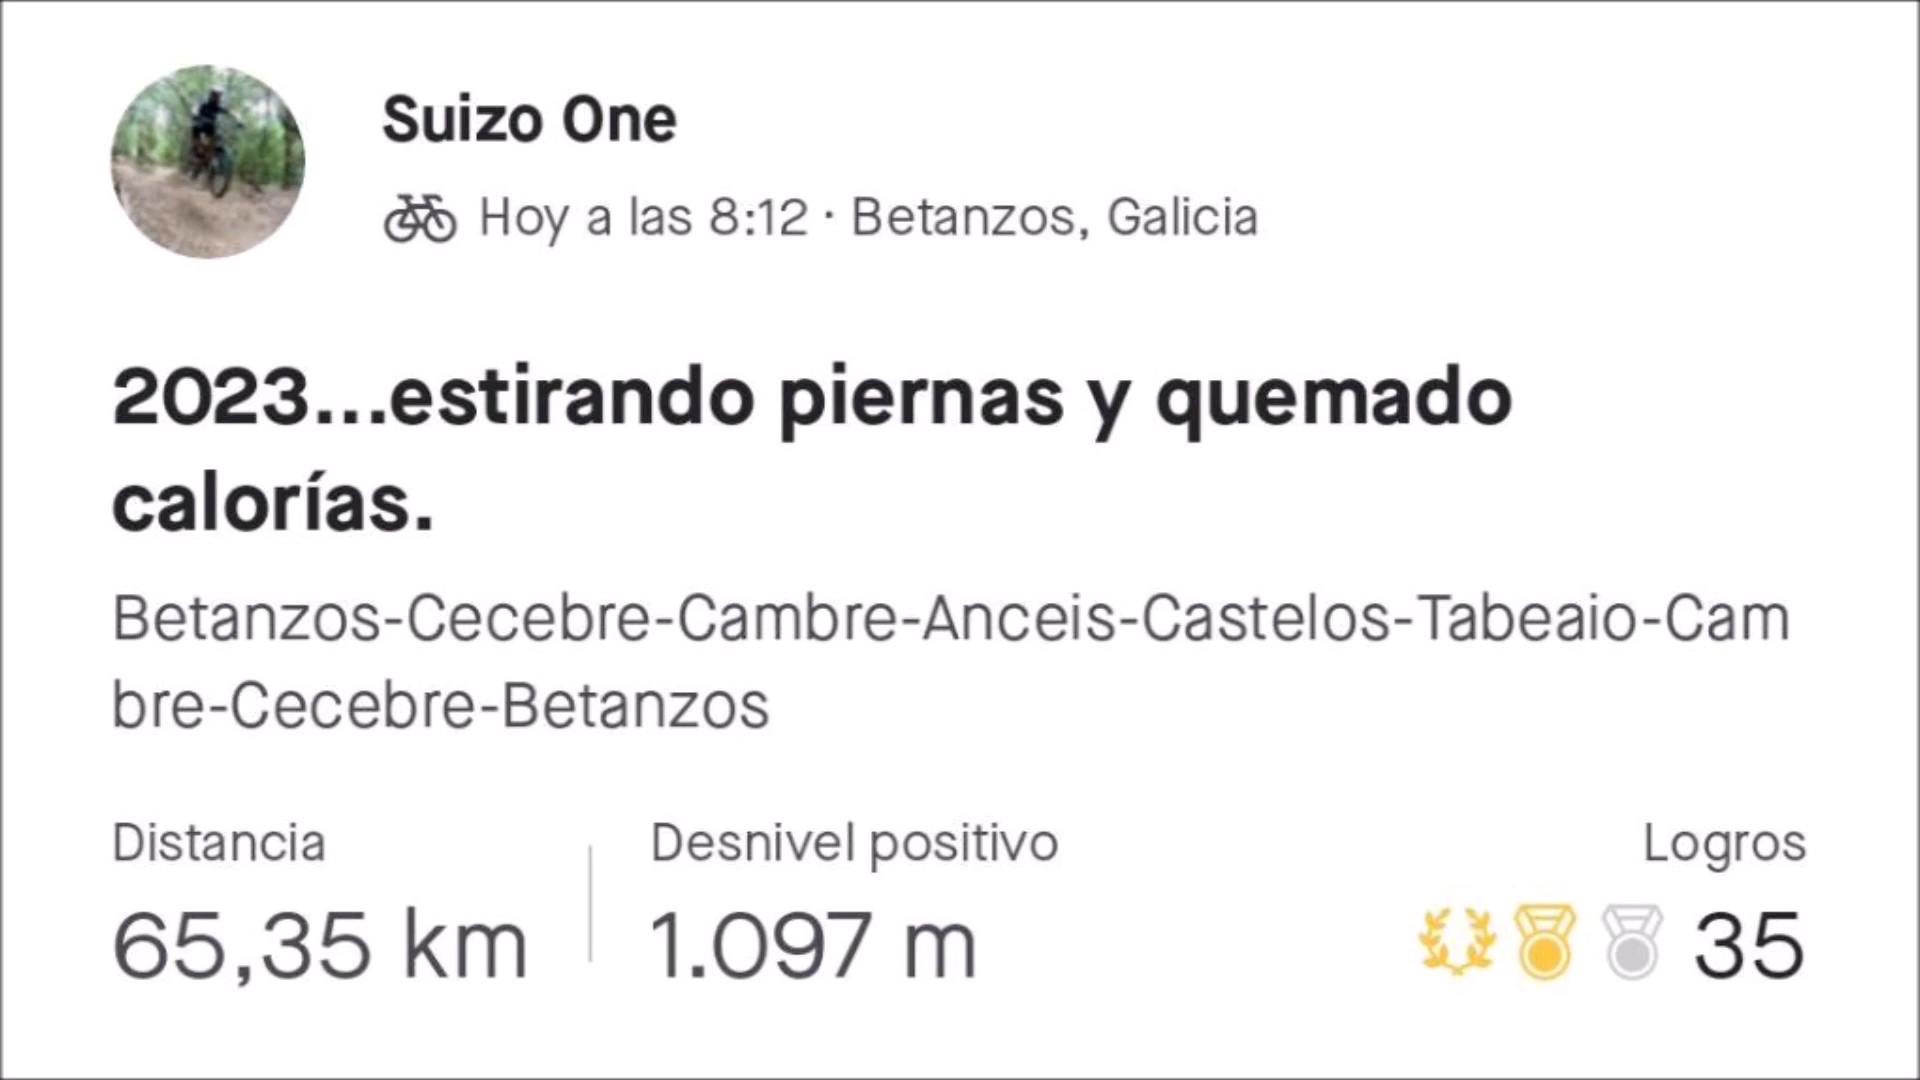 Suizo One
Hoy a las 8:12 · Betanzos, Galicia
2023...estirando piernas y quemado
calorías.
Betanzos-Cecebre-Cambre-Anceis-Castelos-Tabeaio-Cam
bre-Cecebre-Betanzos
Distancia
65,35 km
Desnivel positivo
1.097 m
Logros
35